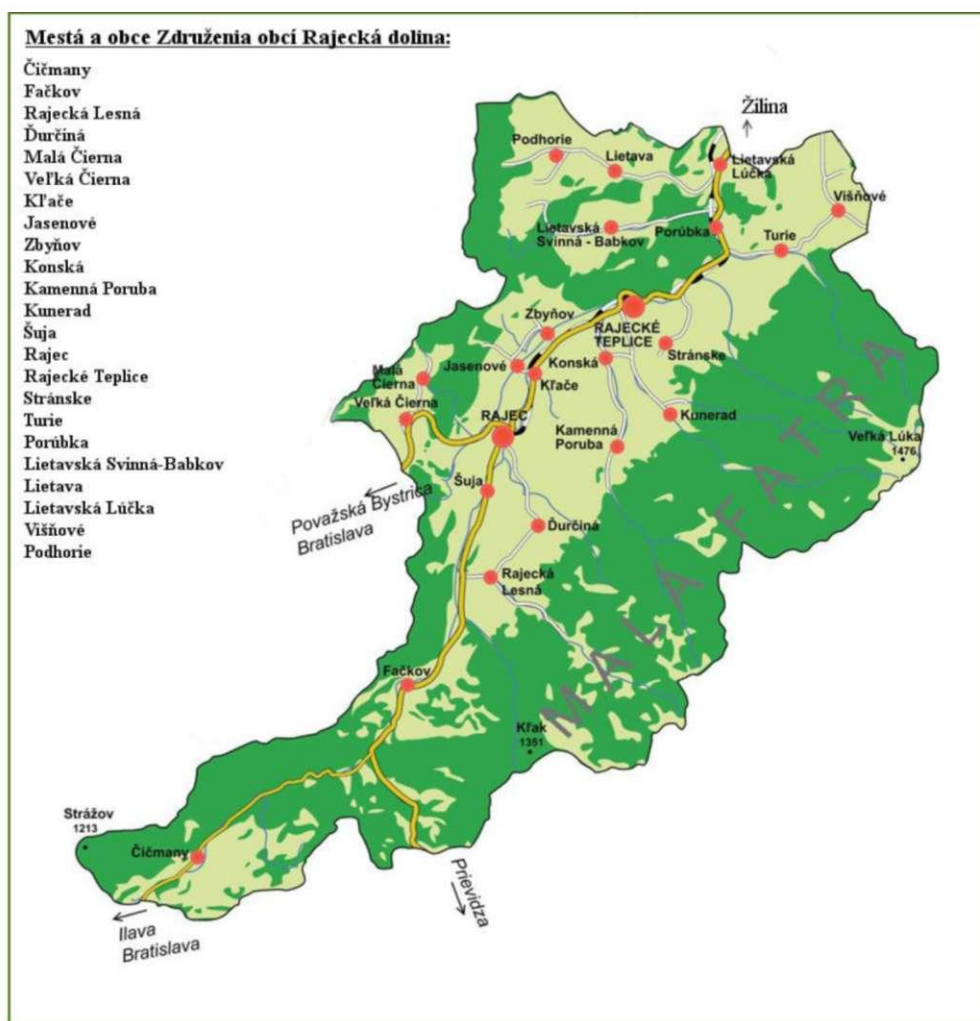 Mestá a obce Združenia obcí Rajecká dolina:
Čičmany
Fačkov
Rajecká Lesná
Ďurčiná
Malá Čierna
Veľká Čierna
Kľače
Jasenové
Zbyňov
Konská
Kamenná Poruba
Kunerad
Šuja
Rajec
Rajecké Teplice
Stránske
Turie
Porúbka
Lietavská Svinná-Babkov
Lietava
Lietavská Lúčka
Višňové
Podhorie
Žilina
Podhorie
Lietava
Lietavská
Lúčka
Višňové
Lietavská
Svinná - Babkov
Porúbka
Turie
Zbyňov
RAJECKÉ
TEPLICE
Stránske
Jasenové
Konská
Kľače
Malá
Čierna
Veľká Čierna
RAJEC
Kunerad
Kamenná
Poruba
Veľká Lúka
1476
Šuja
Považská Bystrica
Bratislava
Ďurčiná
Rajecká
Lesná
MALÁ FATRA
Fačkov
Kľak
1351
Strážov
1213
Čičmany
Prievidza
Ilava
Bratislava